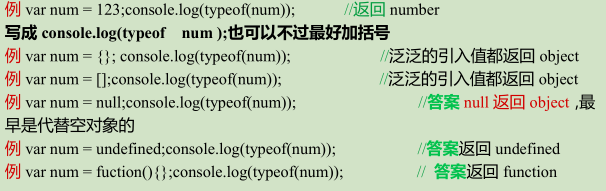 例 var num = 123;console.log(typeof(num)); //返回 number
写成 console.log(typeof num );也可以不过最好加括号
例 var num = {}; console.log(typeof(num)); //泛泛的引入值都返回 object
例 var num = [];console.log(typeof(num)); //泛泛的引入值都返回 object
例 var num = null;console.log(typeof(num)); //答案 null 返回 object ,最
早是代替空对象的
例 var num = undefined;console.log(typeof(num)); //答案返回 undefined
例 var num = fuction(){};console.log(typeof(num)); // 答案返回 function